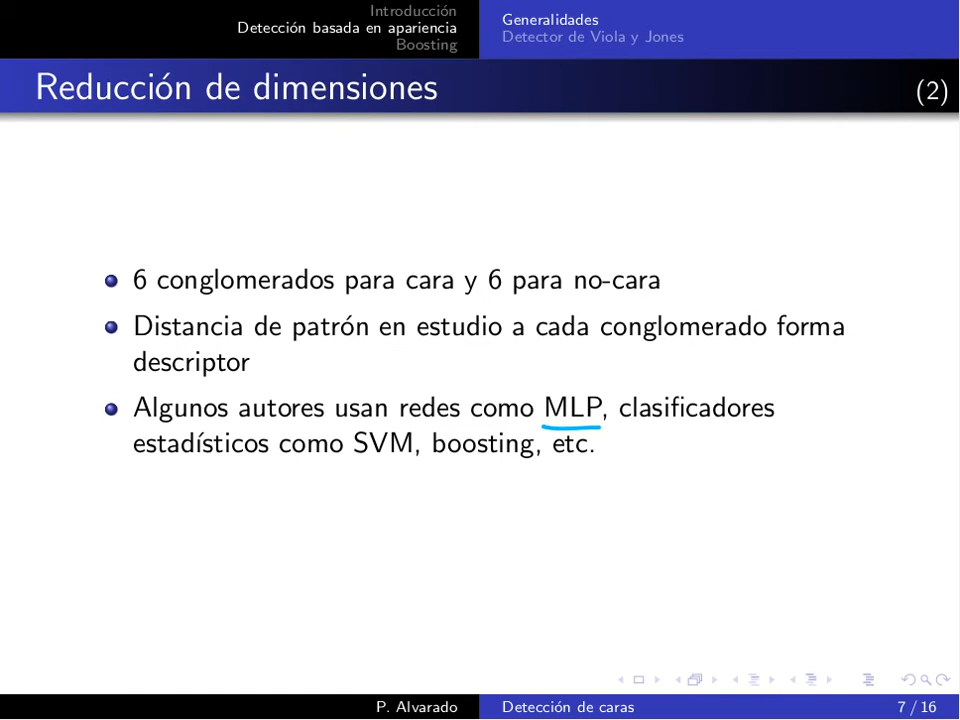 Introducción
Detección basada en apariencia
Boosting
Generalidades
Detector de Viola y Jones
Reducción de dimensiones (2)
6 conglomerados para cara y 6 para no-cara
Distancia de patrón en estudio a cada conglomerado forma
descriptor
Algunos autores usan redes como MLP, clasificadores
estadísticos como SVM, boosting, etc.
P. Alvarado Detección de caras 7 / 16